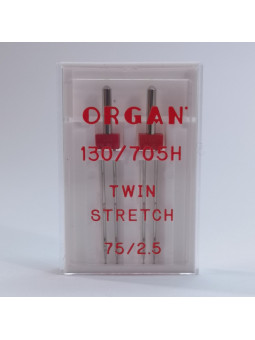 ORGAN
130/705H
TWIN
STRETCH
75/2.5